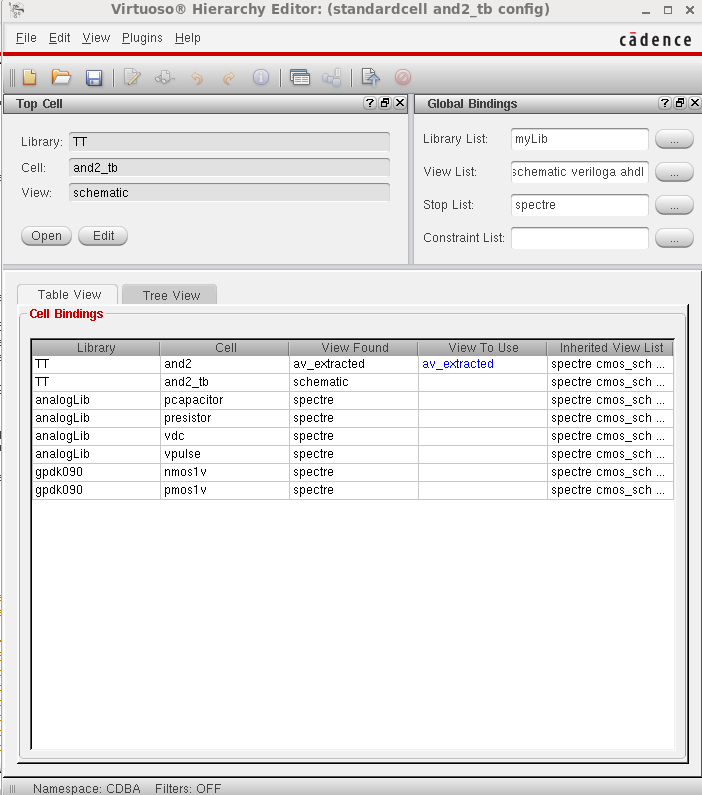 Virtuoso® Hierarchy Editor: (standardcell and2_tb config)
File Edit View Plugins Help
cādence
Top Cell
Global Bindings
Library: TT
Cell: and2_tb
View: schematic
Open Edit
Library List: myLib ...
View List: schematic veriloga ahdl ...
Stop List: spectre ...
Constraint List: ...
Table View Tree View
Cell Bindings
Library Cell View Found View To Use Inherited View List
TT and2 av_extracted av_extracted spectre cmos_sch ...
TT and2_tb schematic spectre cmos_sch ...
analogLib pcapacitor spectre spectre cmos_sch ...
analogLib presistor spectre spectre cmos_sch ...
analogLib vdc spectre spectre cmos_sch ...
analogLib vpulse spectre spectre cmos_sch ...
gpdk090 nmos1v spectre spectre cmos_sch ...
gpdk090 pmos1v spectre spectre cmos_sch ...
Namespace: CDBA Filters: OFF